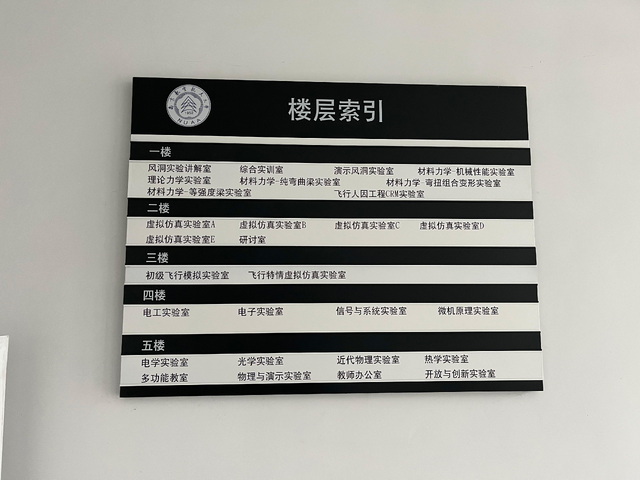 楼层索引
NUAA
一楼
风洞实验讲解室 综合实训室 演示风洞实验室 材料力学-机械性能实验室
理论力学实验室 材料力学-纯弯曲梁实验室 材料力学-弯扭组合变形实验室
材料力学-等强度梁实验室 飞行人因工程CRM实验室
二楼
虚拟仿真实验室A 虚拟仿真实验室B 虚拟仿真实验室C 虚拟仿真实验室D
虚拟仿真实验室E 研讨室
三楼
初级飞行模拟实验室 飞行特情虚拟仿真实验室
四楼
电工实验室 电子实验室 信号与系统实验室 微机原理实验室
五楼
电学实验室 光学实验室 近代物理实验室 热学实验室
多功能教室 物理与演示实验室 教师办公室 开放与创新实验室